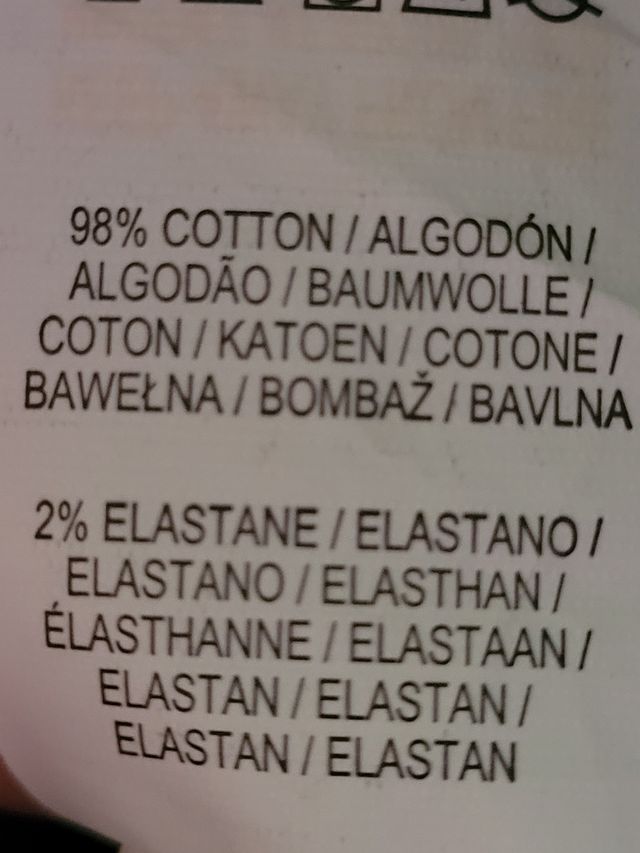 98% COTTON / ALGODÓN /
ALGODÃO / BAUMWOLLE /
COTON / KATOEN / COTONE /
BAWEŁNA / BOMBAŽ / BAVLNA
2% ELASTANE / ELASTANO /
ELASTANO / ELASTHAN /
ÉLASTHANNE / ELASTAAN /
ELASTAN / ELASTAN /
ELASTAN / ELASTAN